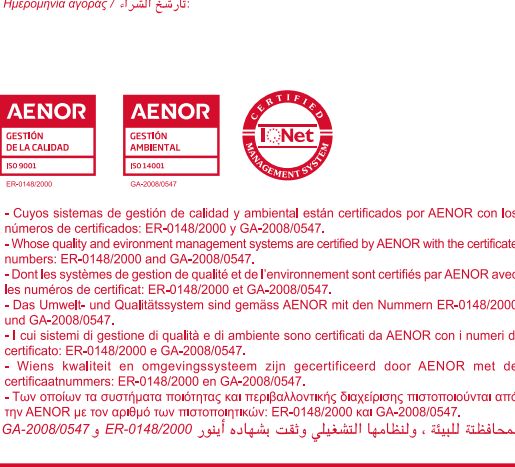 Ημερομηνία αγοράς / تارشخ الشراء:
AENOR
GESTIÓN
DE LA CALIDAD
ISO 9001
ER-0148/2000
AENOR
GESTIÓN
AMBIENTAL
ISO 14001
GA-2008/0547
CERTIFIED
IQNet
MANAGEMENT SYSTEM
- Cuyos sistemas de gestión de calidad y ambiental están certificados por AENOR con los
números de certificados: ER-0148/2000 y GA-2008/0547.
- Whose quality and evironment management systems are certified by AENOR with the certificate
numbers: ER-0148/2000 and GA-2008/0547.
- Dont les systèmes de gestion de qualité et de l'environnement sont certifiés par AENOR avec
les numéros de certificat: ER-0148/2000 et GA-2008/0547.
- Das Umwelt- und Qualitätssystem sind gemäss AENOR mit den Nummern ER-0148/2000
und GA-2008/0547.
- I cui sistemi di gestione di qualità e di ambiente sono certificati da AENOR con i numeri di
certificato: ER-0148/2000 e GA-2008/0547.
- Wiens kwaliteit en omgevingssysteem zijn gecertificeerd door AENOR met de
certificaatnummers: ER-0148/2000 en GA-2008/0547.
- Των οποίων τα συστήματα ποιότητας και περιβαλλοντικής διαχείρισης πιστοποιούνται από
την AENOR με τον αριθμό των πιστοποιητικών: ER-0148/2000 και GA-2008/0547.
لمحافظتة للبيئة ، ولنظامها التشغيلي وثقت بشهاده أينور ER-0148/2000 و GA-2008/0547